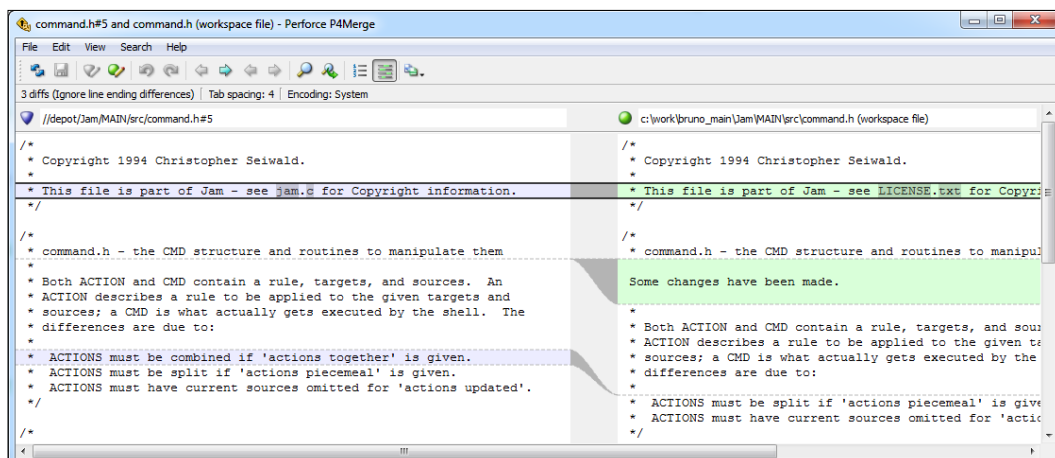 command.h#5 and command.h (workspace file) - Perforce P4Merge
File Edit View Search Help
3 diffs (Ignore line ending differences) Tab spacing: 4 Encoding: System
//depot/Jam/MAIN/src/command.h#5
/*
* Copyright 1994 Christopher Seiwald.
*
* This file is part of Jam - see jam.c for Copyright information.
*/
/*
* command.h - the CMD structure and routines to manipulate them
*
* Both ACTION and CMD contain a rule, targets, and sources. An
* ACTION describes a rule to be applied to the given targets and
* sources; a CMD is what actually gets executed by the shell. The
* differences are due to:
*
* ACTIONS must be combined if 'actions together' is given.
* ACTIONS must be split if 'actions piecemeal' is given.
* ACTIONS must have current sources omitted for 'actions updated'.
*/
/*
c:\work\bruno_main\Jam\MAIN\src\command.h (workspace file)
/*
* Copyright 1994 Christopher Seiwald.
*
* This file is part of Jam - see LICENSE.txt for Copyri
*/
/*
* command.h - the CMD structure and routines to manipul
Some changes have been made.
*
* Both ACTION and CMD contain a rule, targets, and sour
* ACTION describes a rule to be applied to the given ta
* sources; a CMD is what actually gets executed by the
* differences are due to:
*
* ACTIONS must be split if 'actions piecemeal' is give
* ACTIONS must have current sources omitted for 'actio
*/